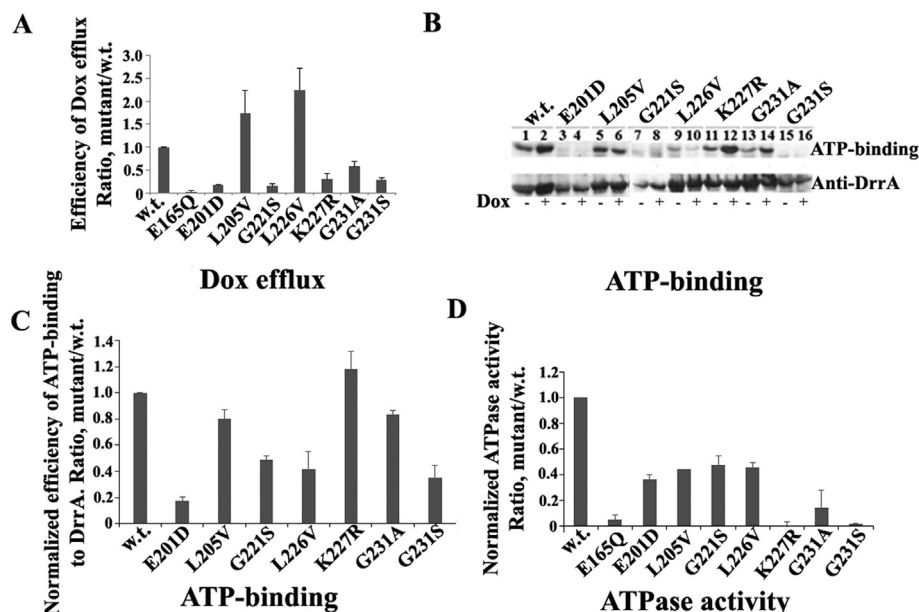 A
Efficiency of Dox efflux
Ratio, mutant/w.t.
3.0
2.5
2.0
1.5
1.0
0.5
0
w.t.
E165Q
E201D
L205V
G221S
L226V
K227R
G231A
G231S
Dox efflux
B
w.t.
E201D
L205V
G221S
L226V
K227R
G231A
G231S
1 2 3 4 5 6 7 8 9 10 11 12 13 14 15 16
ATP-binding
Anti-DrrA
Dox - + - + - + - + - + - + - + - +
ATP-binding
C
Normalized efficiency of ATP-binding
to DrrA. Ratio, mutant/w.t.
1.4
1.2
1.0
0.8
0.6
0.4
0.2
0
w.t.
E201D
L205V
G221S
L226V
K227R
G231A
G231S
ATP-binding
D
Normalized ATPase activity
Ratio, mutant/w.t.
1.2
1.0
0.8
0.6
0.4
0.2
0
w.t.
E165Q
E201D
L205V
G221S
L226V
K227R
G231A
G231S
ATPase activity